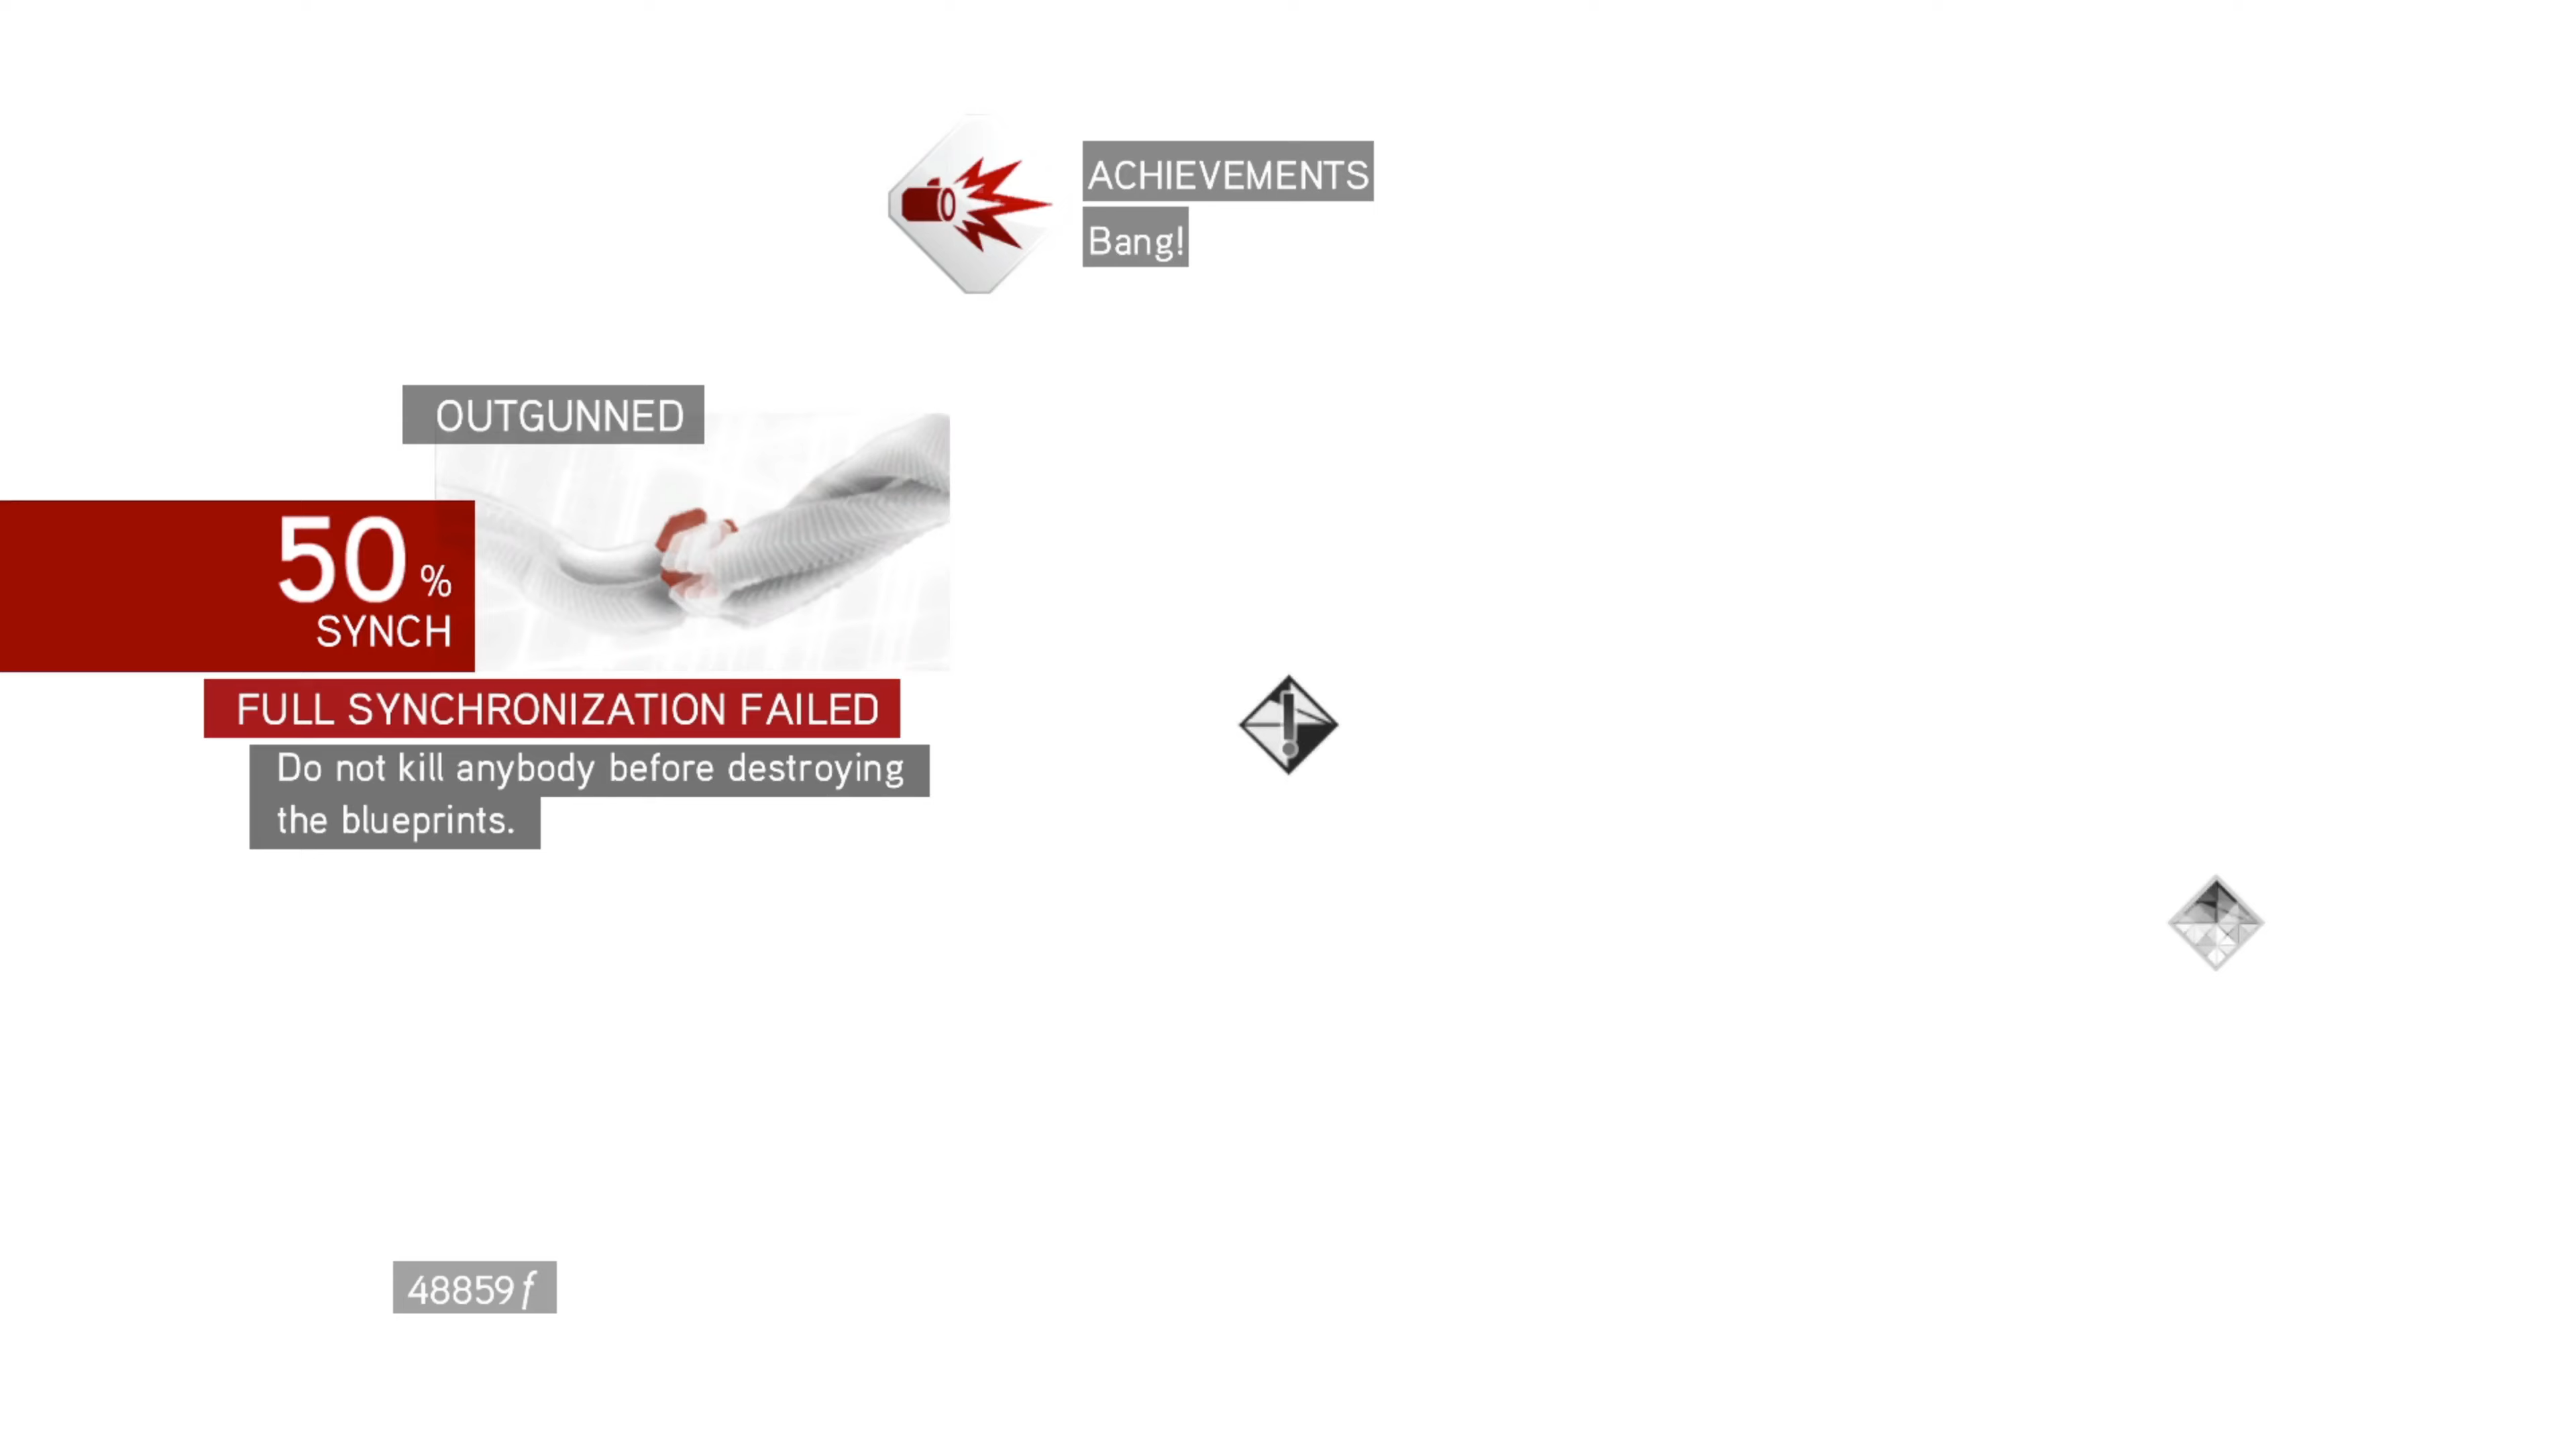 ACHIEVEMENTS
Bang!
OUTGUNNED
50 %
SYNCH
FULL SYNCHRONIZATION FAILED
Do not kill anybody before destroying
the blueprints.
48859 ƒ